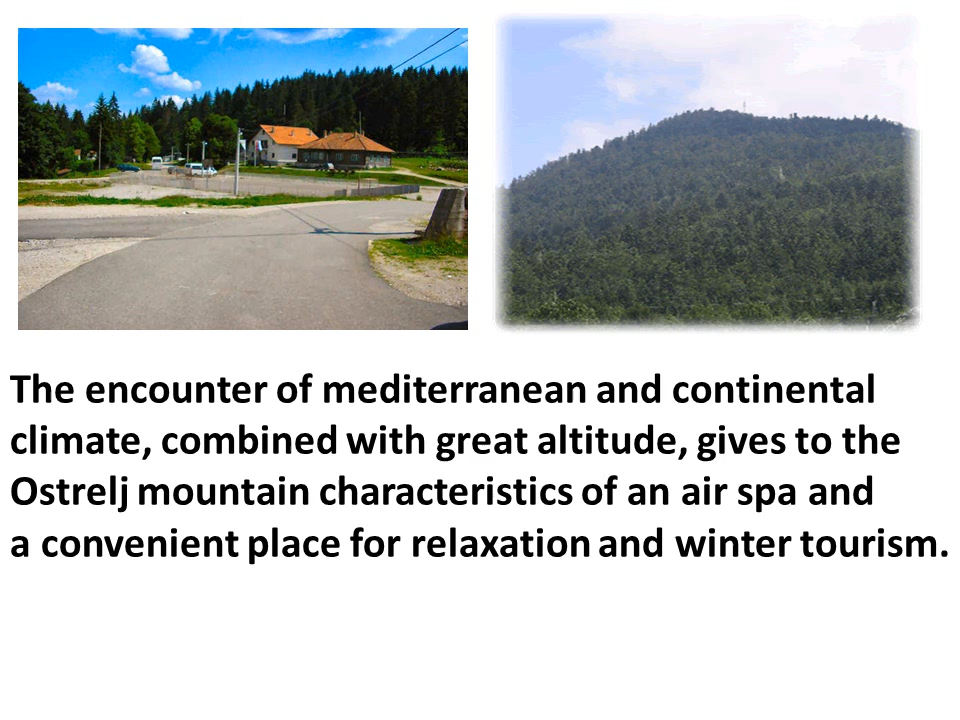 The encounter of mediterranean and continental
climate, combined with great altitude, gives to the
Ostrelj mountain characteristics of an air spa and
a convenient place for relaxation and winter tourism.